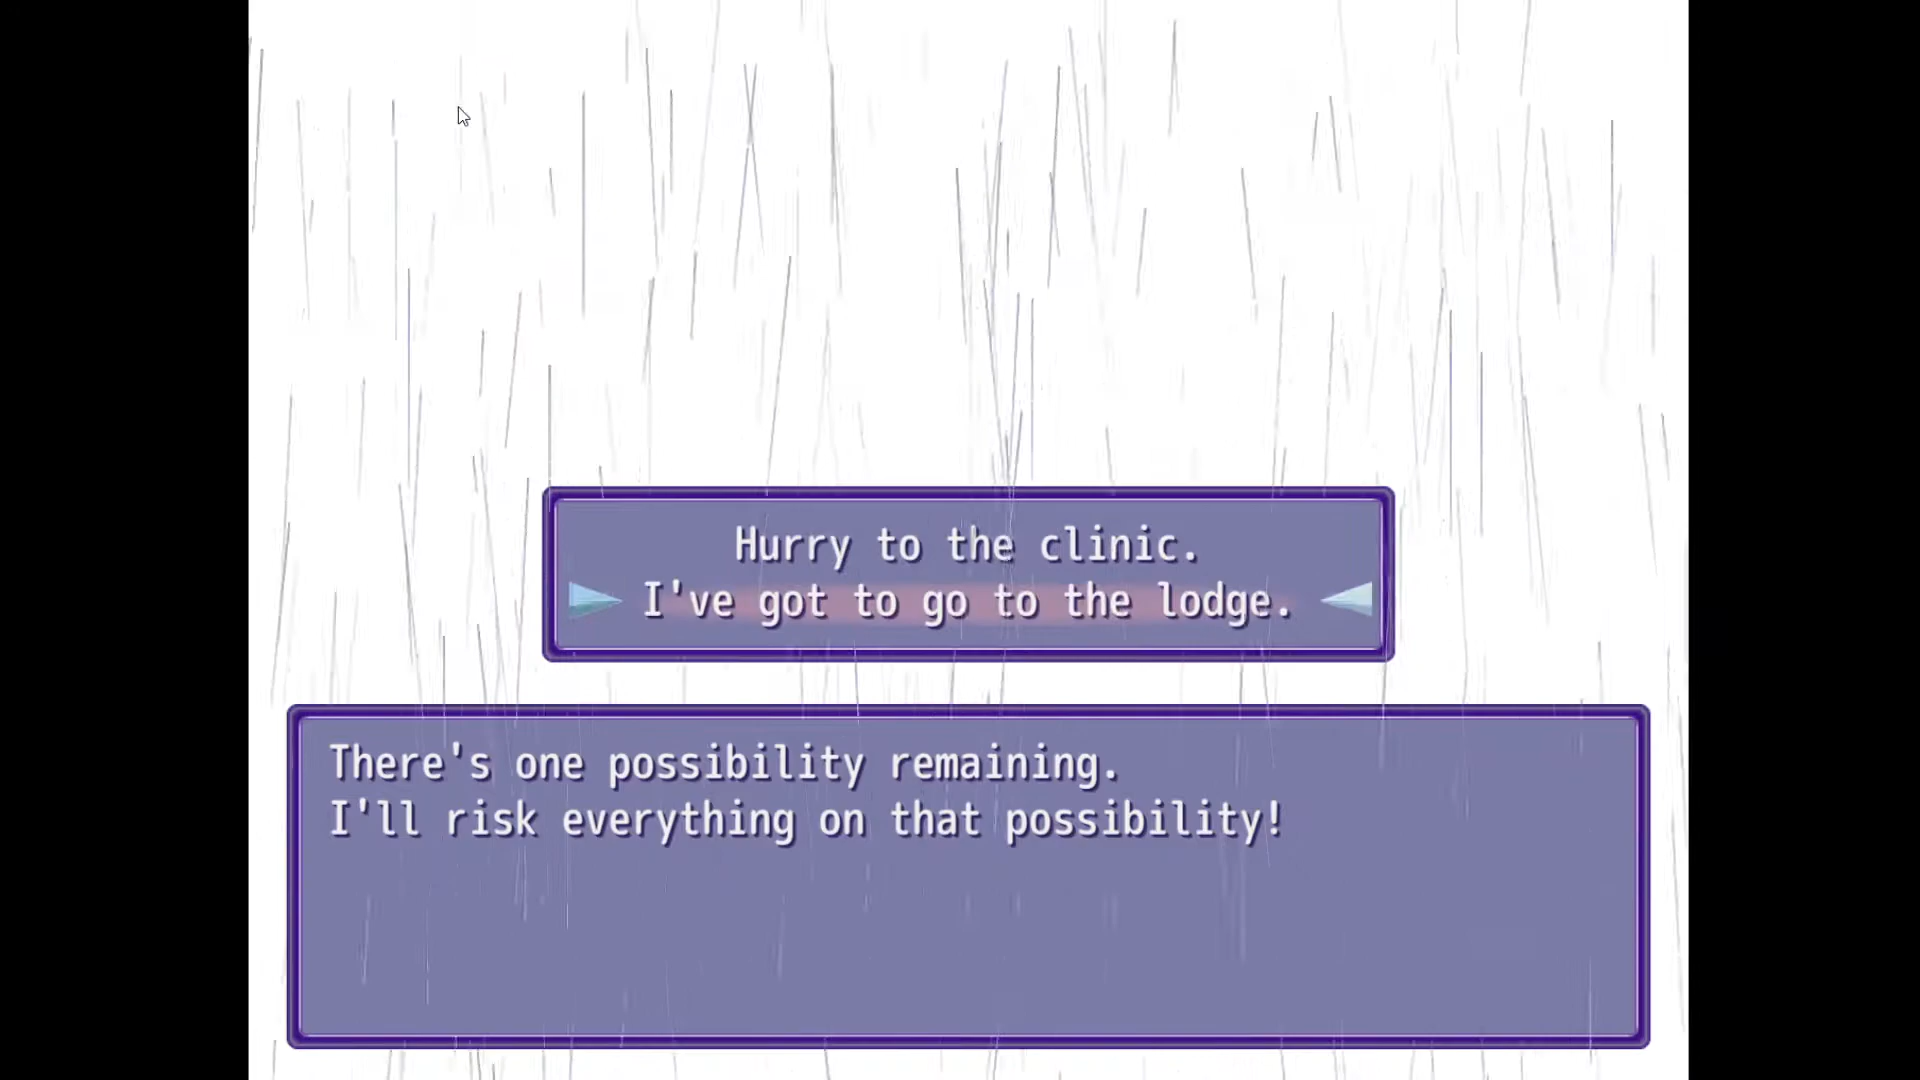 Hurry to the clinic.
I've got to go to the lodge.
There's one possibility remaining.
I'll risk everything on that possibility!